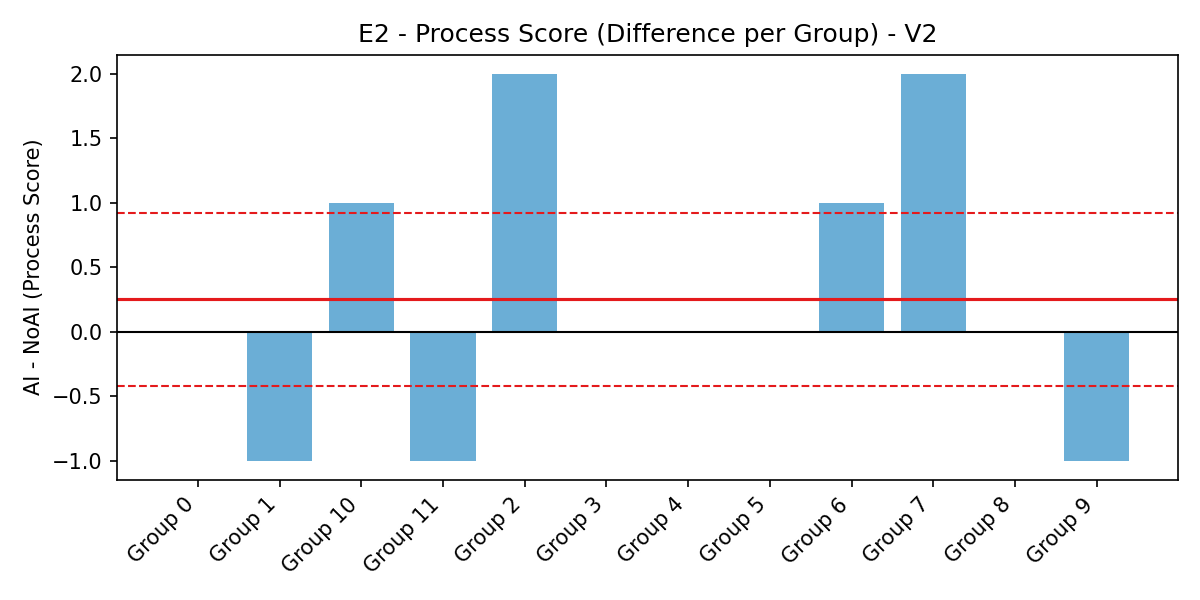 E2 - Process Score (Difference per Group) - V2
AI - NoAI (Process Score)
2.0
1.5
1.0
0.5
0.0
−0.5
−1.0
Group 0
Group 1
Group 10
Group 11
Group 2
Group 3
Group 4
Group 5
Group 6
Group 7
Group 8
Group 9